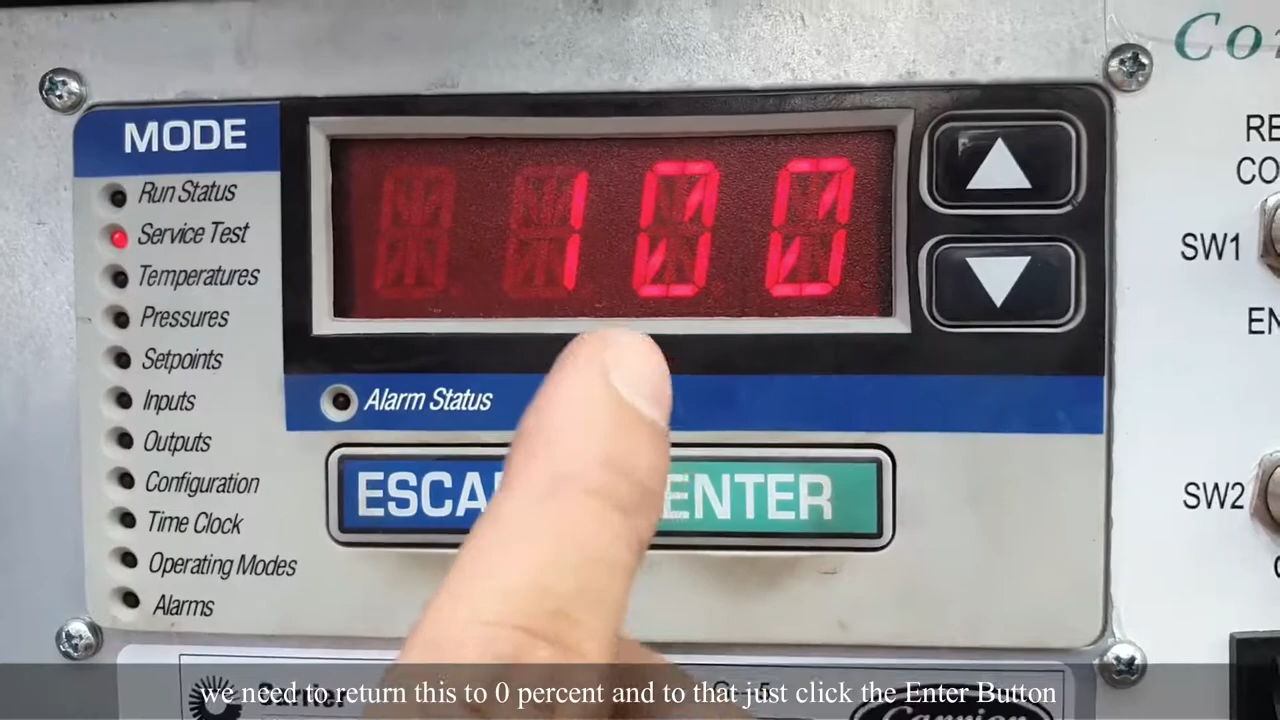 MODE
Run Status
Service Test
Temperatures
Pressures
Setpoints
Inputs
Outputs
Configuration
Time Clock
Operating Modes
Alarms
100
Alarm Status
ENTER
SW1
SW2
we need to return this to 0 percent and to that just click the Enter Button